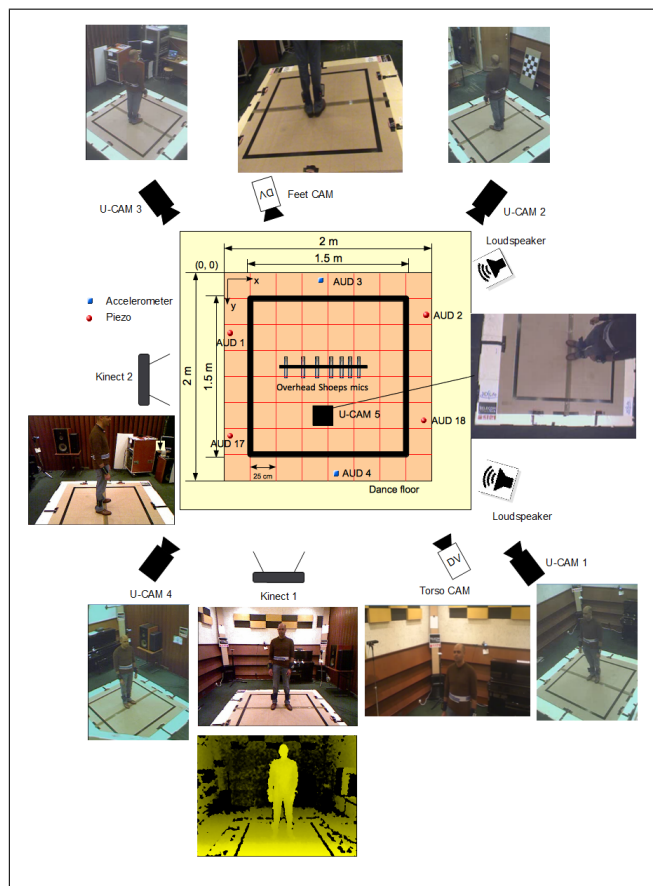 U-CAM 3
DV
Feet CAM
U-CAM 2
Loudspeaker
2 m
1.5 m
(0, 0)
x
y
AUD 3
Accelerometer
Piezo
AUD 2
AUD 1
2 m
1.5 m
Kinect 2
Overhead Shoeps mics
U-CAM 5
AUD 18
AUD 17
25 cm
AUD 4
Dance floor
Loudspeaker
U-CAM 4
Kinect 1
DV
Torso CAM
U-CAM 1